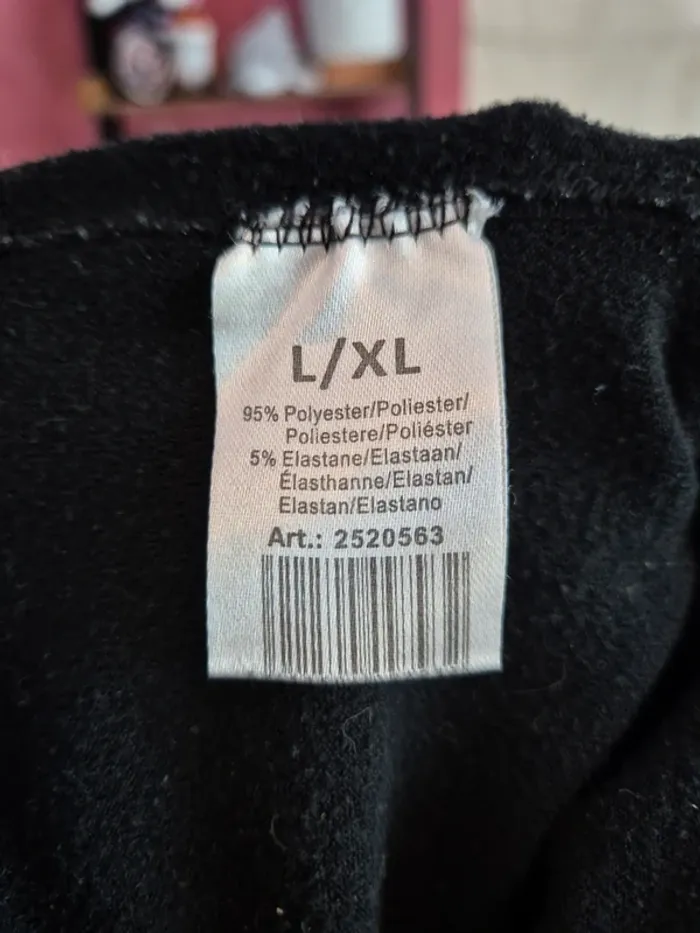 L/XL
95% Polyester/Poliester/
Poliestere/Poliéster
5% Elastane/Elastaan/
Élasthanne/Elastan/
Elastan/Elastano
Art.: 2520563